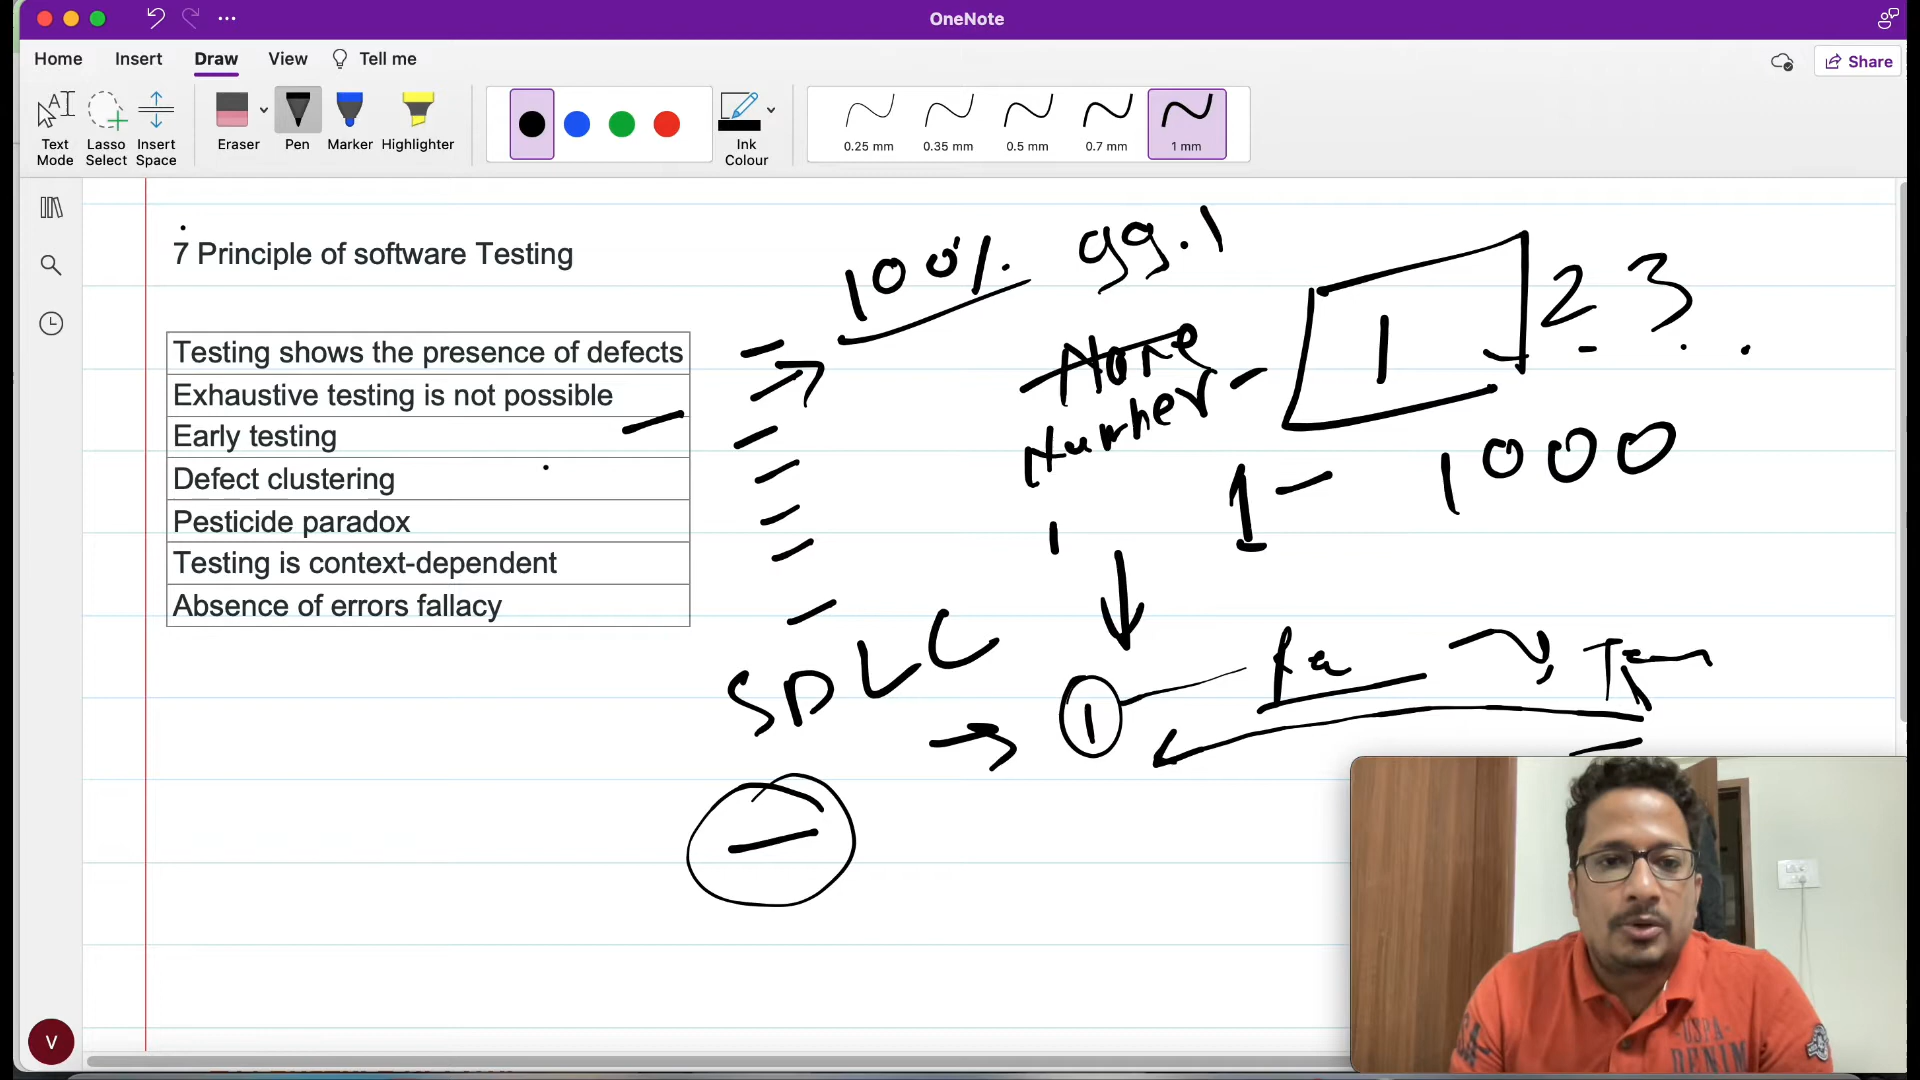 OneNote
Home Insert Draw View Tell me Share
Text Mode Lasso Select Insert Space Eraser Pen Marker Highlighter Ink Colour 0.25 mm 0.35 mm 0.5 mm 0.7 mm 1 mm
7 Principle of software Testing
100% 99.1
Testing shows the presence of defects
Exhaustive testing is not possible
Early testing
Defect clustering
Pesticide paradox
Testing is context-dependent
Absence of errors fallacy
Name
Number - 1 2 3
1 - 1000
SDLC
1
V
USPA
DENIM